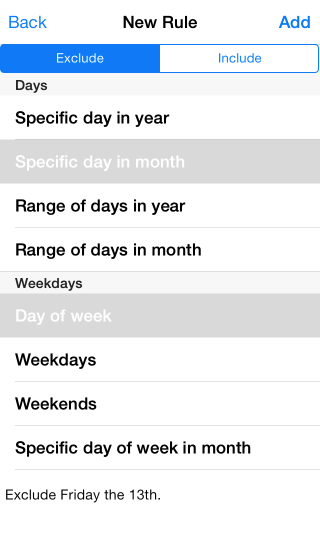 Back New Rule Add
Exclude Include
Days
Specific day in year
Specific day in month
Range of days in year
Range of days in month
Weekdays
Day of week
Weekdays
Weekends
Specific day of week in month
Exclude Friday the 13th.